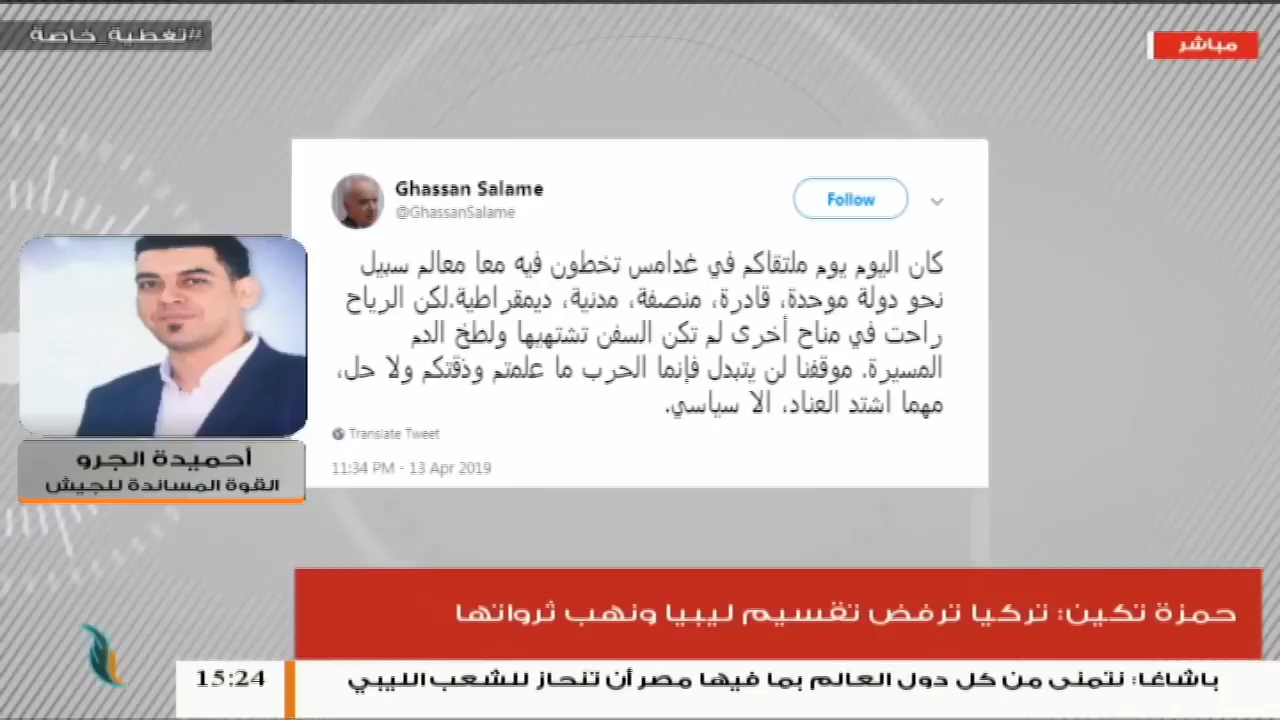 #تغطية_خاصة
مباشر
Ghassan Salame
@GhassanSalame
Follow
كان اليوم يوم ملتقاكم في غدامس تخطون فيه معا معالم سبيل
نحو دولة موحدة، قادرة، منصفة، مدنية، ديمقراطية.لكن الرياح
راحت في مناح أخرى لم تكن السفن تشتهيها ولطخ الدم
المسيرة. موقفنا لن يتبدل فإنما الحرب ما علمتم وذقتكم ولا حل،
مهما اشتد العناد، الا سياسي.
Translate Tweet
11:34 PM - 13 Apr 2019
أحميدة الجرو
القوة المساندة للجيش
حمزة تكين: تركيا ترفض تقسيم ليبيا ونهب ثرواتها
باشاغا: نتمنى من كل دول العالم بما فيها مصر أن تنحاز للشعب الليبي
15:24